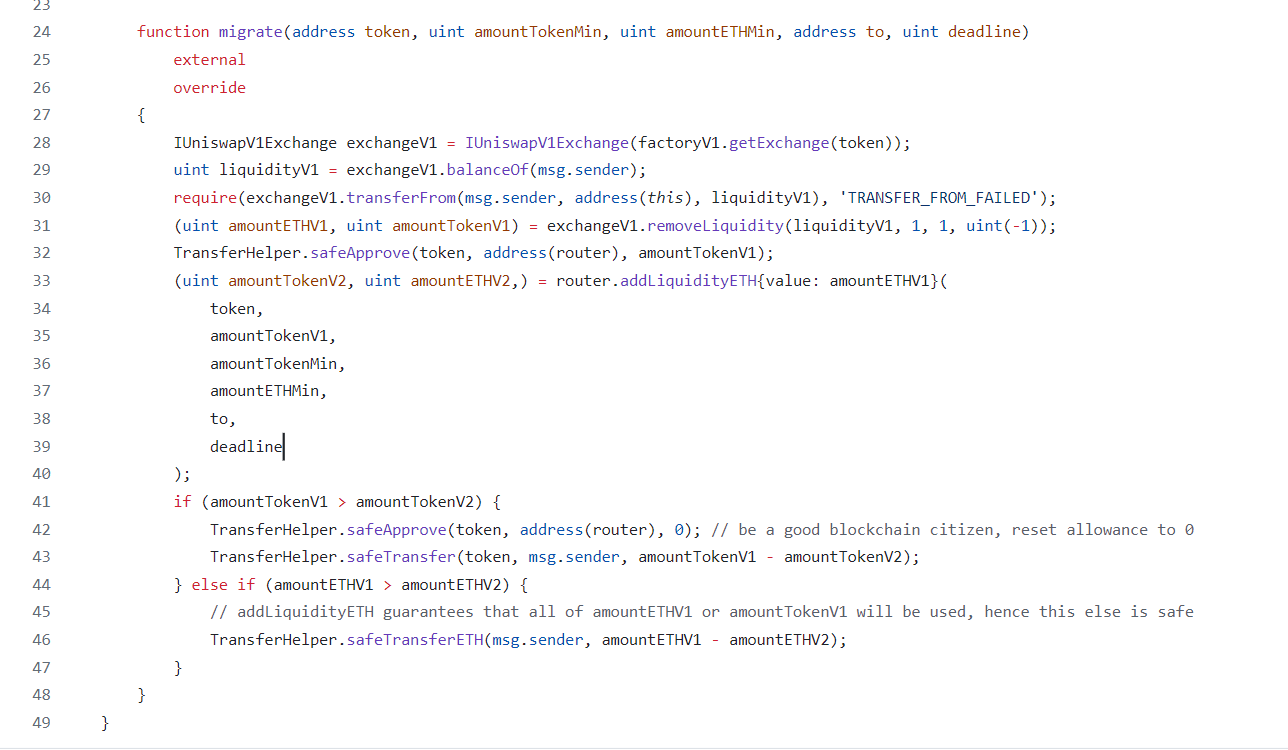 23
24 function migrate(address token, uint amountTokenMin, uint amountETHMin, address to, uint deadline)
25 external
26 override
27 {
28 IUniswapV1Exchange exchangeV1 = IUniswapV1Exchange(factoryV1.getExchange(token));
29 uint liquidityV1 = exchangeV1.balanceOf(msg.sender);
30 require(exchangeV1.transferFrom(msg.sender, address(this), liquidityV1), 'TRANSFER_FROM_FAILED');
31 (uint amountETHV1, uint amountTokenV1) = exchangeV1.removeLiquidity(liquidityV1, 1, 1, uint(-1));
32 TransferHelper.safeApprove(token, address(router), amountTokenV1);
33 (uint amountTokenV2, uint amountETHV2,) = router.addLiquidityETH{value: amountETHV1}(
34 token,
35 amountTokenV1,
36 amountTokenMin,
37 amountETHMin,
38 to,
39 deadline
40 );
41 if (amountTokenV1 > amountTokenV2) {
42 TransferHelper.safeApprove(token, address(router), 0); // be a good blockchain citizen, reset allowance to 0
43 TransferHelper.safeTransfer(token, msg.sender, amountTokenV1 - amountTokenV2);
44 } else if (amountETHV1 > amountETHV2) {
45 // addLiquidityETH guarantees that all of amountETHV1 or amountTokenV1 will be used, hence this else is safe
46 TransferHelper.safeTransferETH(msg.sender, amountETHV1 - amountETHV2);
47 }
48 }
49 }